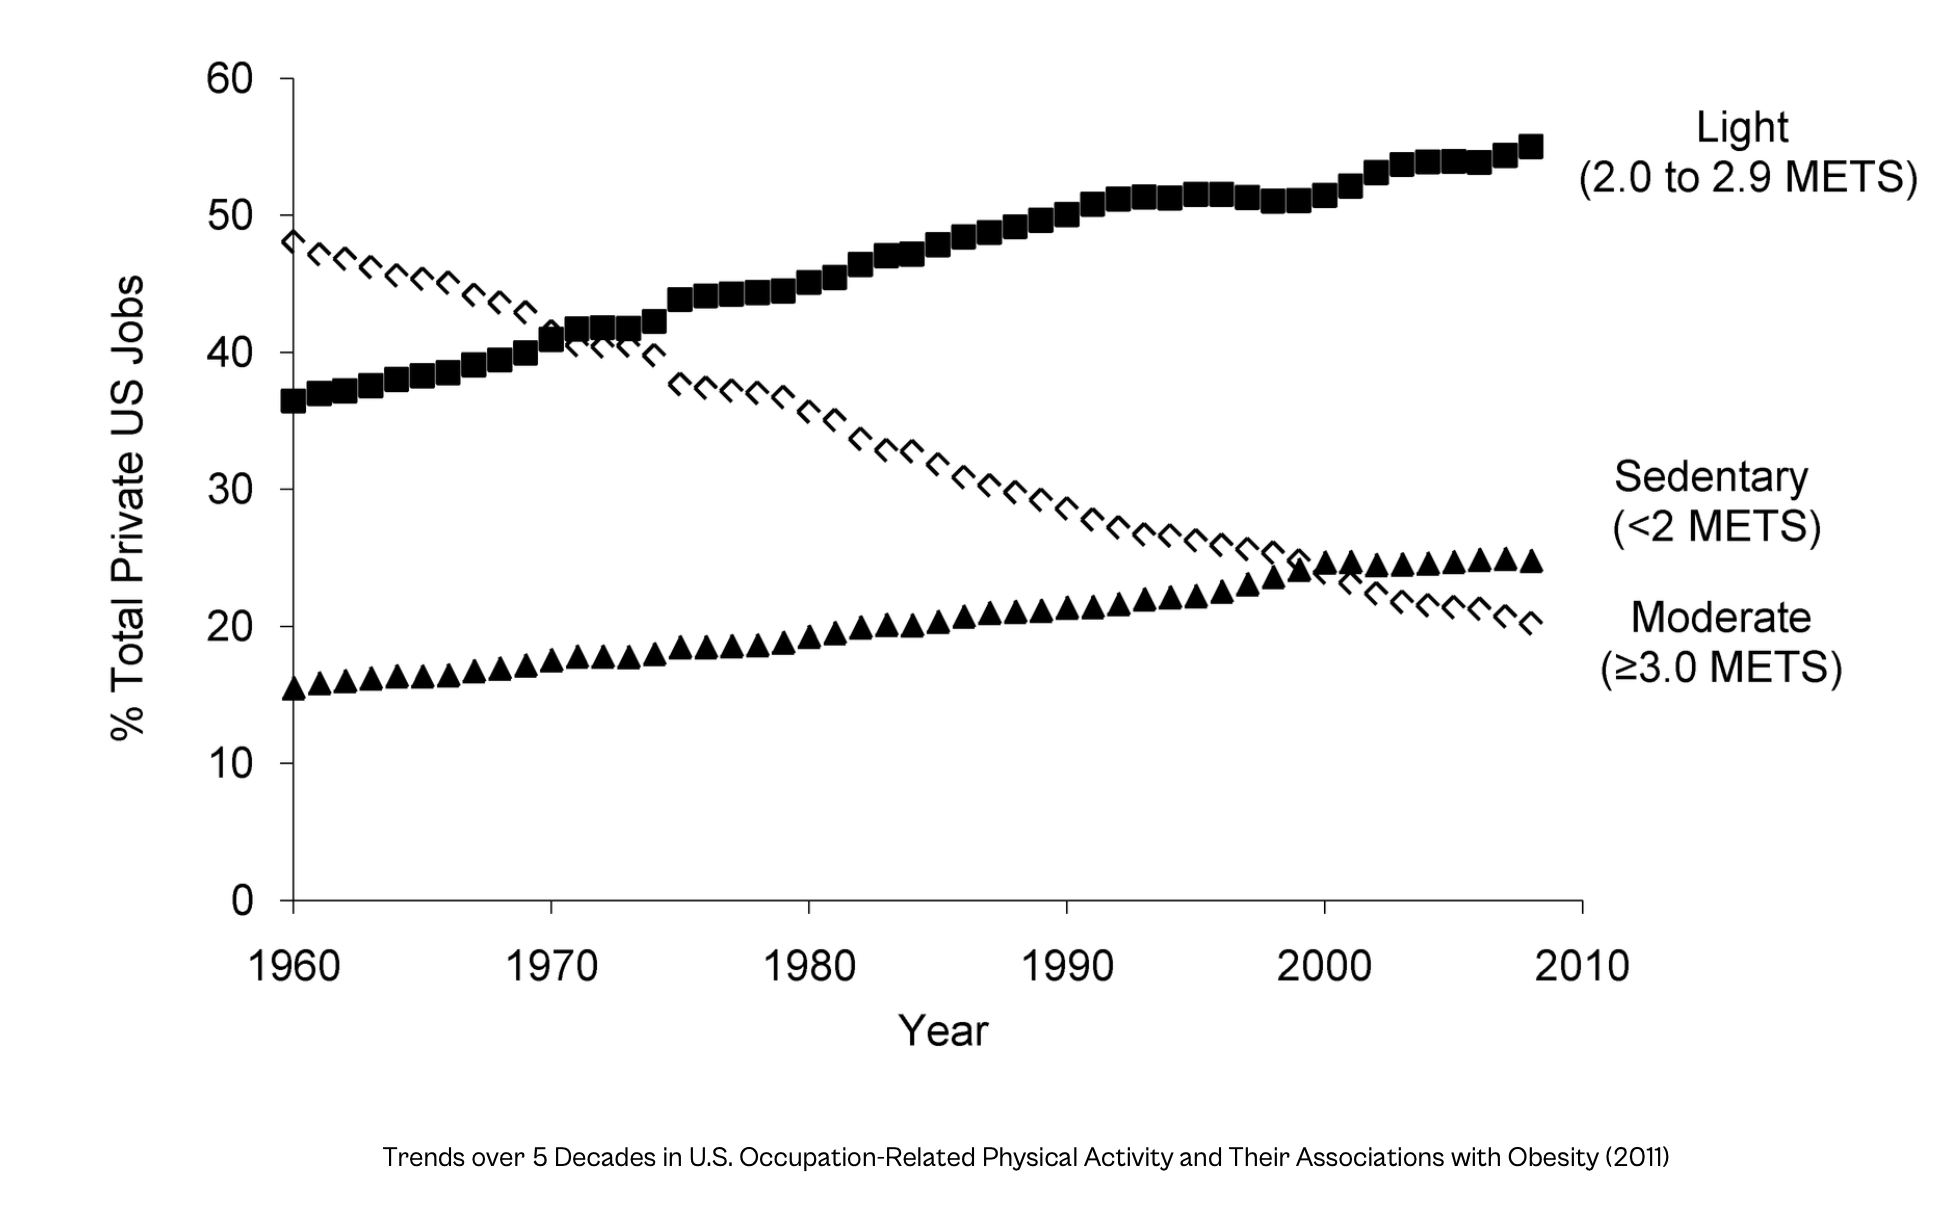 60
50
40
30
20
10
0
% Total Private US Jobs
Light
(2.0 to 2.9 METS)
Sedentary
(<2 METS)
Moderate
(≥3.0 METS)
1960 1970 1980 1990 2000 2010
Year
Trends over 5 Decades in U.S. Occupation-Related Physical Activity and Their Associations with Obesity (2011)